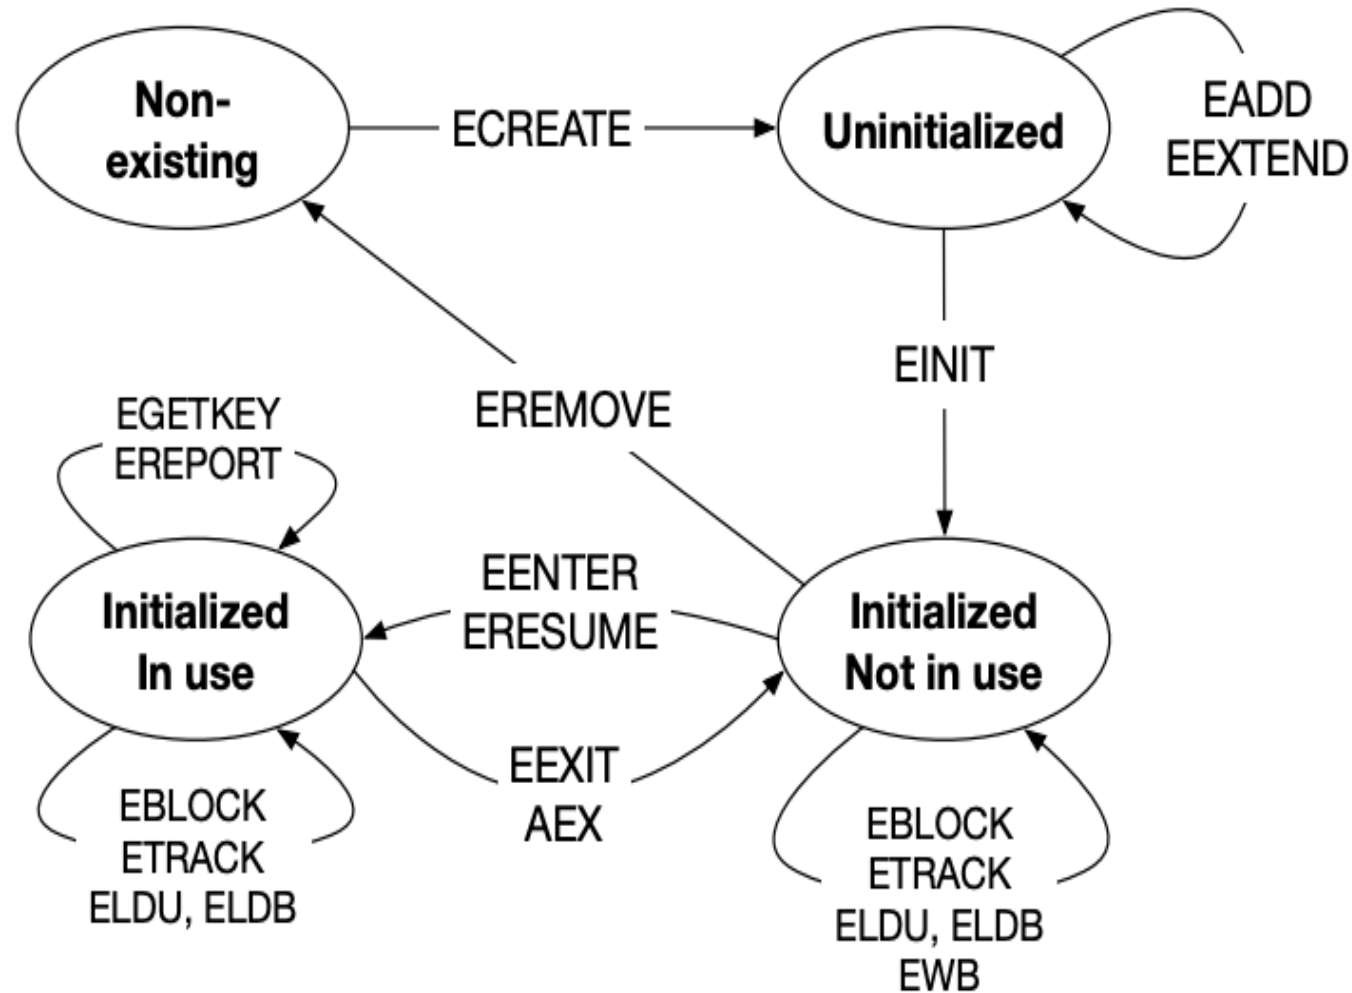 Non-
existing
ECREATE
Uninitialized
EADD
EEXTEND
EINIT
EREMOVE
EGETKEY
EREPORT
Initialized
In use
EENTER
ERESUME
Initialized
Not in use
EEXIT
AEX
EBLOCK
ETRACK
ELDU, ELDB
EBLOCK
ETRACK
ELDU, ELDB
EWB